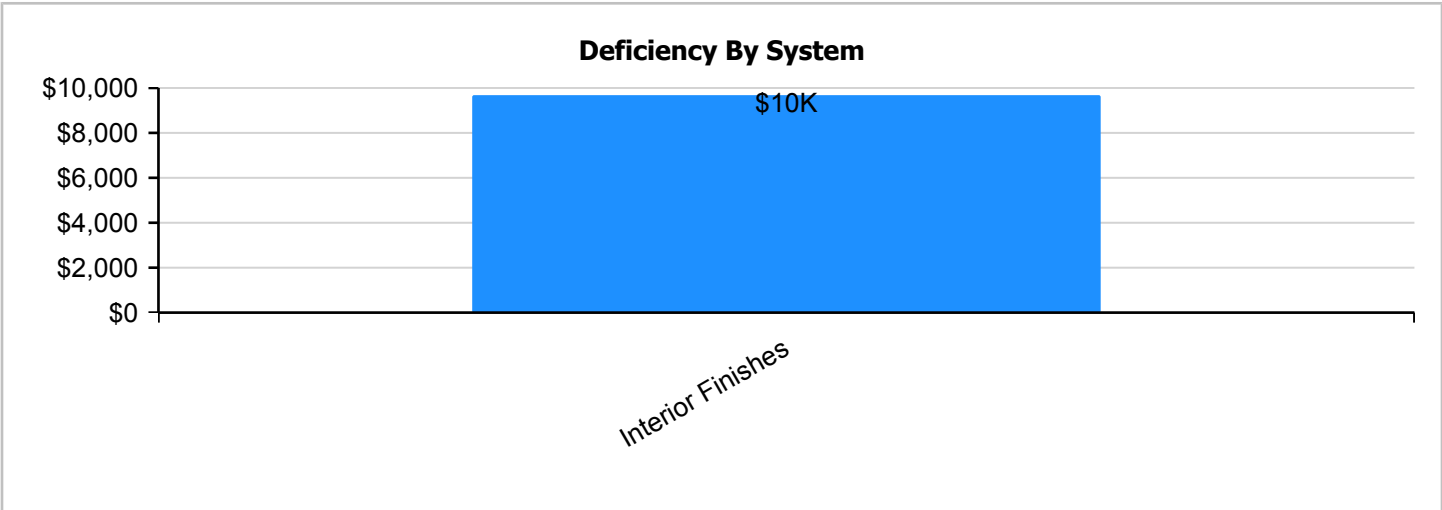 Deficiency By System
$10,000
$10K
$8,000
$6,000
$4,000
$2,000
$0
Interior Finishes